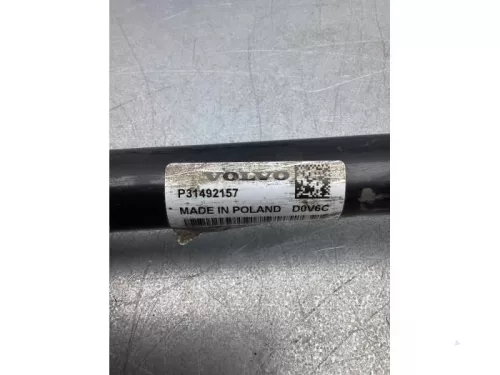 VOLVO
P31492157
MADE IN POLAND D0V6C